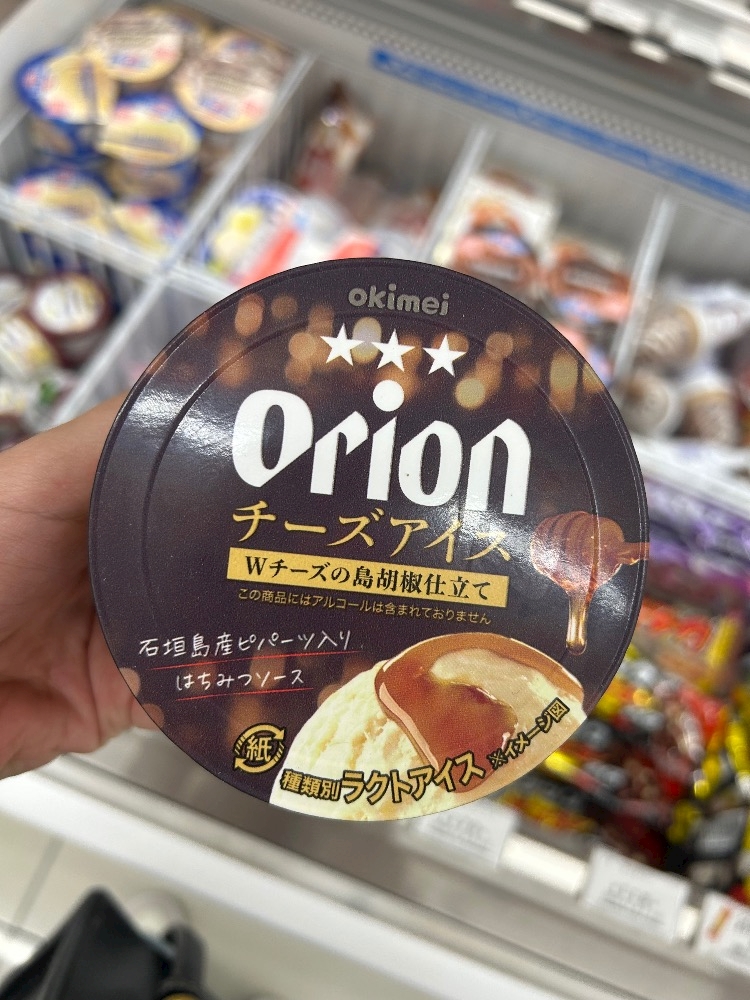 okimei
orion
チーズアイス
Wチーズの島胡椒仕立て
この商品にはアルコールは含まれておりません
石垣島産ピパーツ入り
はちみつソース
紙
種類別ラクトアイス
※イメージ図